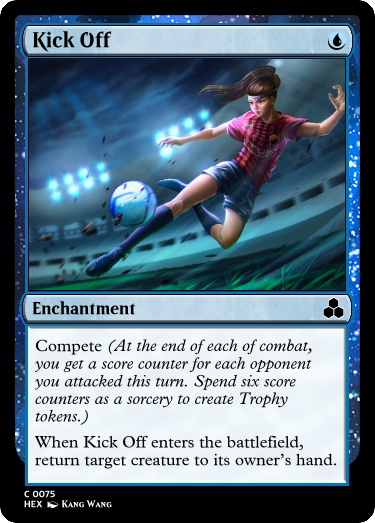 Kick Off
Enchantment
Compete (At the end of each of combat,
you get a score counter for each opponent
you attacked this turn. Spend six score
counters as a sorcery to create Trophy
tokens.)
When Kick Off enters the battlefield,
return target creature to its owner's hand.
C 0075
HEX Kang Wang